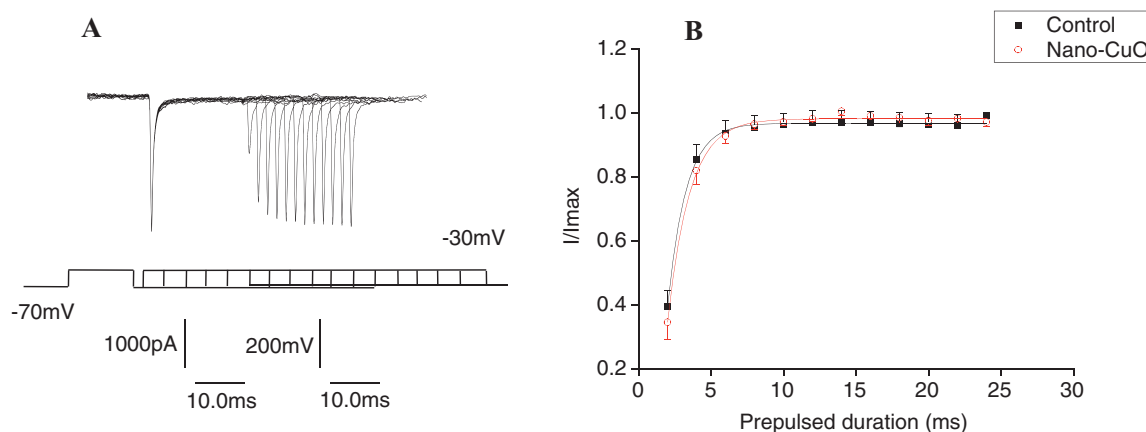 A
-30mV
-70mV
1000pA
200mV
10.0ms
10.0ms
B
Control
Nano-CuO
1.2
1.0
0.8
0.6
0.4
0.2
I/Imax
0 5 10 15 20 25 30
Prepulsed duration (ms)